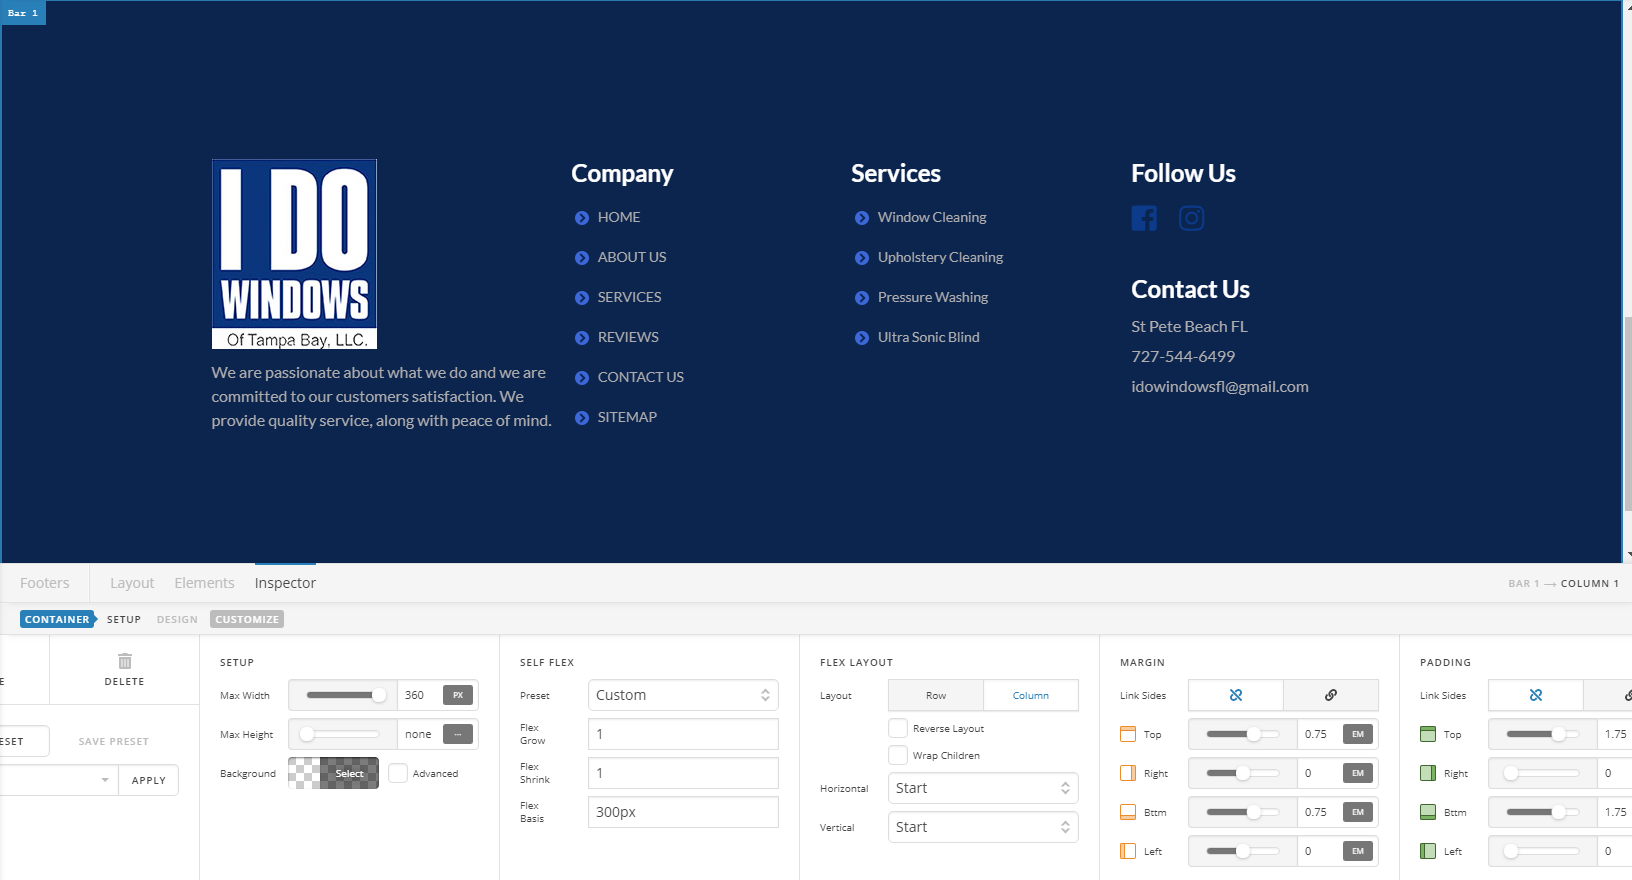 Bar 1
I DO
WINDOWS
Of Tampa Bay, LLC.
We are passionate about what we do and we are
committed to our customers satisfaction. We
provide quality service, along with peace of mind.
Company
HOME
ABOUT US
SERVICES
REVIEWS
CONTACT US
SITEMAP
Services
Window Cleaning
Upholstery Cleaning
Pressure Washing
Ultra Sonic Blind
Follow Us
Contact Us
St Pete Beach FL
727-544-6499
idowindowsfl@gmail.com
Footers Layout Elements Inspector BAR 1 → COLUMN 1
CONTAINER SETUP DESIGN CUSTOMIZE
DELETE
SAVE PRESET
APPLY
SETUP
Max Width 360 PX
Max Height none ...
Background Select Advanced
SELF FLEX
Preset Custom
Flex
Grow 1
Flex
Shrink 1
Flex
Basis 300px
FLEX LAYOUT
Layout Row Column
Reverse Layout
Wrap Children
Horizontal Start
Vertical Start
MARGIN
Link Sides
Top 0.75 EM
Right 0 EM
Bttm 0.75 EM
Left 0 EM
PADDING
Link Sides
Top 1.75
Right 0
Bttm 1.75
Left 0